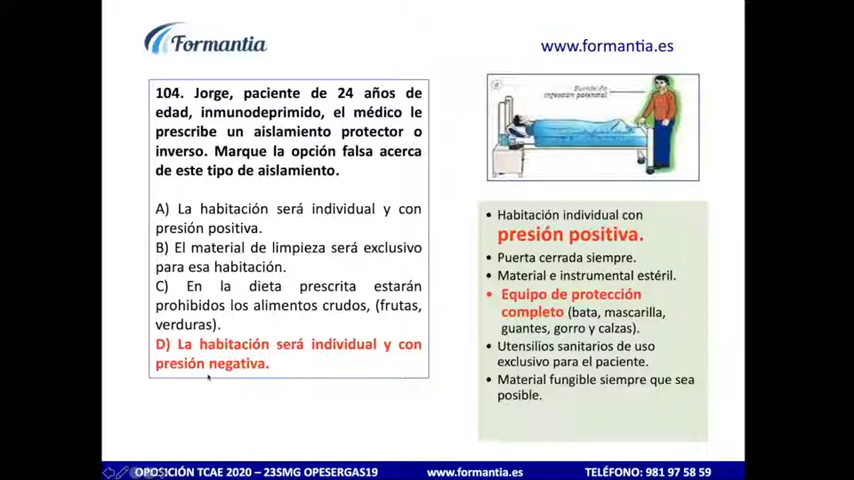 Formantia
www.formantia.es
104. Jorge, paciente de 24 años de
edad, inmunodeprimido, el médico le
prescribe un aislamiento protector o
inverso. Marque la opción falsa acerca
de este tipo de aislamiento.
A) La habitación será individual y con
presión positiva.
B) El material de limpieza será exclusivo
para esa habitación.
C) En la dieta prescrita estarán
prohibidos los alimentos crudos, (frutas,
verduras).
D) La habitación será individual y con
presión negativa.
Fuente de
infección potencial
• Habitación individual con
presión positiva.
• Puerta cerrada siempre.
• Material e instrumental estéril.
• Equipo de protección
completo (bata, mascarilla,
guantes, gorro y calzas).
• Utensilios sanitarios de uso
exclusivo para el paciente.
• Material fungible siempre que sea
posible.
OPOSICIÓN TCAE 2020 – 23SMG OPESERGAS19
www.formantia.es
TELÉFONO: 981 97 58 59